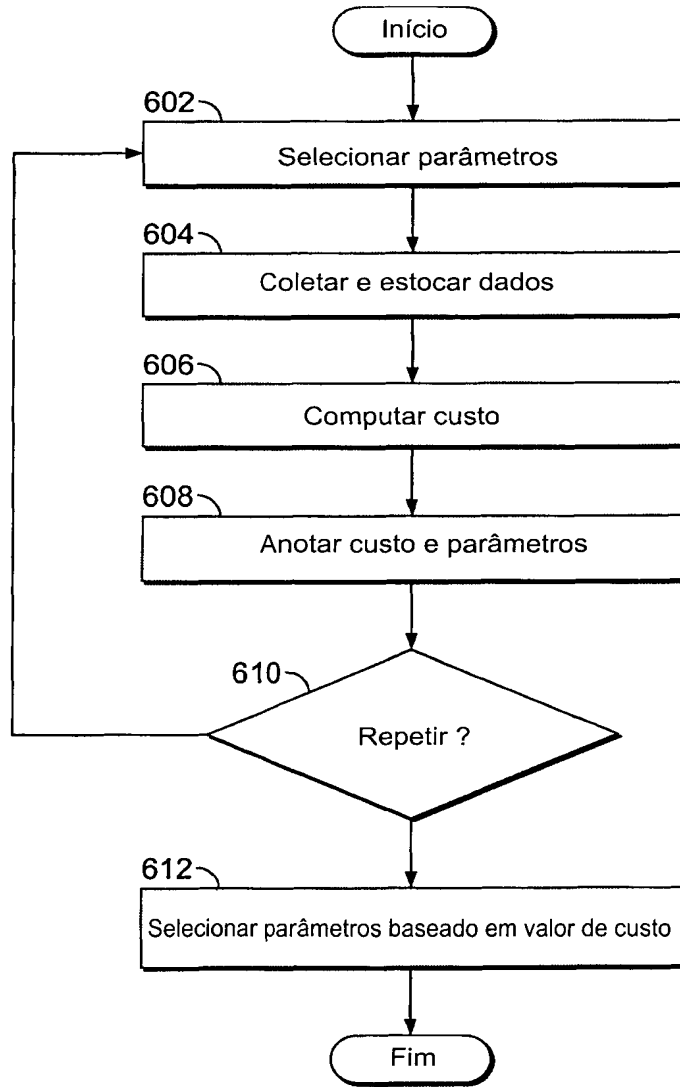 Início
602
Selecionar parâmetros
604
Coletar e estocar dados
606
Computar custo
608
Anotar custo e parâmetros
610
Repetir ?
612
Selecionar parâmetros baseado em valor de custo
Fim